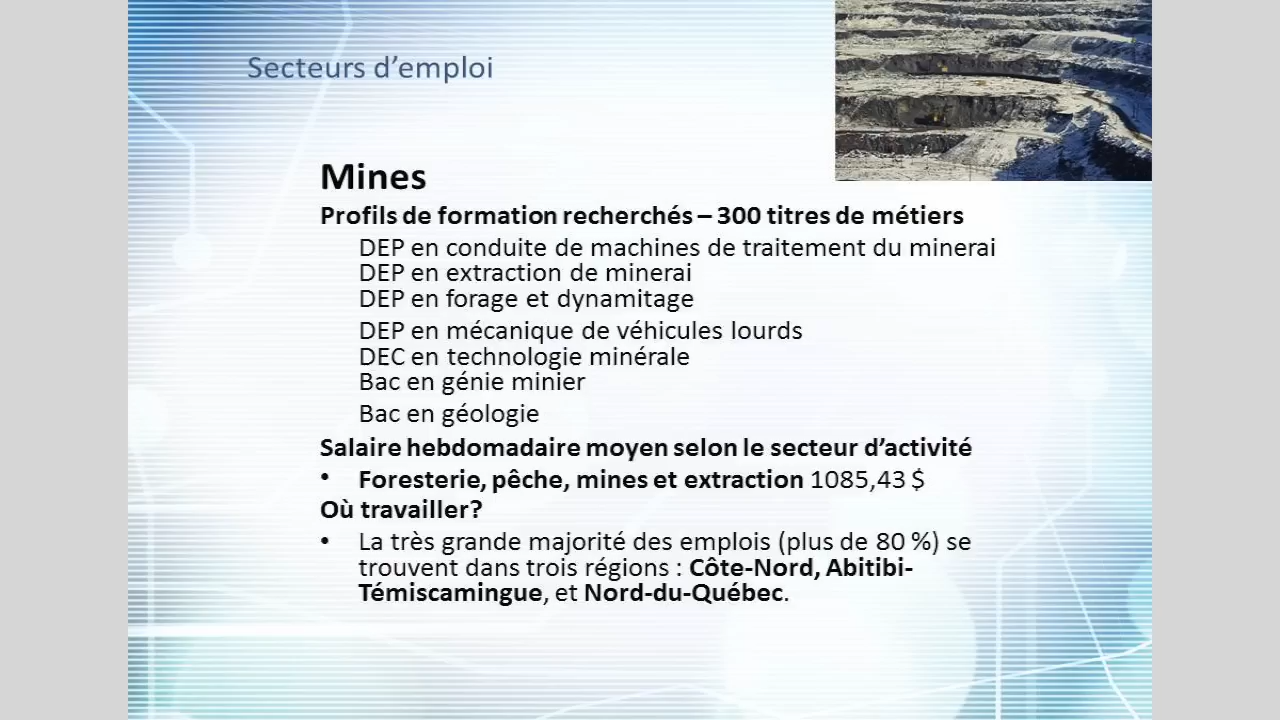 Secteurs d’emploi
Mines
Profils de formation recherchés – 300 titres de métiers
DEP en conduite de machines de traitement du minerai
DEP en extraction de minerai
DEP en forage et dynamitage
DEP en mécanique de véhicules lourds
DEC en technologie minérale
Bac en génie minier
Bac en géologie
Salaire hebdomadaire moyen selon le secteur d’activité
• Foresterie, pêche, mines et extraction 1085,43 $
Où travailler?
• La très grande majorité des emplois (plus de 80 %) se
trouvent dans trois régions : Côte-Nord, Abitibi-
Témiscamingue, et Nord-du-Québec.